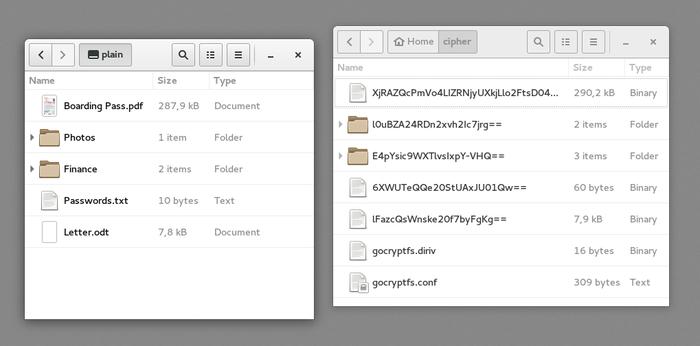 plain
Name Size Type
Boarding Pass.pdf 287,9 kB Document
Photos 1 item Folder
Finance 2 items Folder
Passwords.txt 10 bytes Text
Letter.odt 7,8 kB Document
Home cipher
Name Size Type
XjRAZQcPmVo4LIZRNjyUXkjLlo2FtsD04... 290,2 kB Binary
l0uBZA24RDn2xvh2Ic7jrg== 2 items Folder
E4pYsic9WXTlvsIxpY-VHQ== 3 items Folder
6XWUTeQQe20StUAxJU01Qw== 60 bytes Binary
lFazcQsWnske20f7byFgKg== 7,9 kB Binary
gocryptfs.diriv 16 bytes Binary
gocryptfs.conf 309 bytes Text